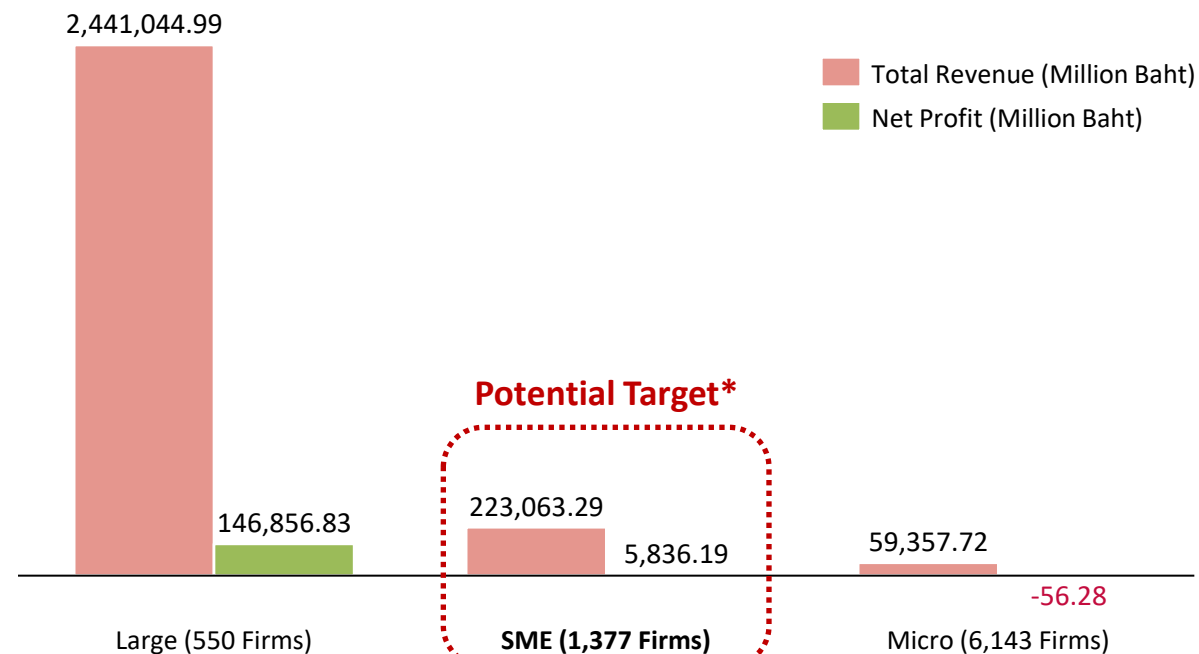 2,441,044.99
Total Revenue (Million Baht)
Net Profit (Million Baht)
Potential Target*
146,856.83
223,063.29
5,836.19
59,357.72
-56.28
Large (550 Firms)
SME (1,377 Firms)
Micro (6,143 Firms)